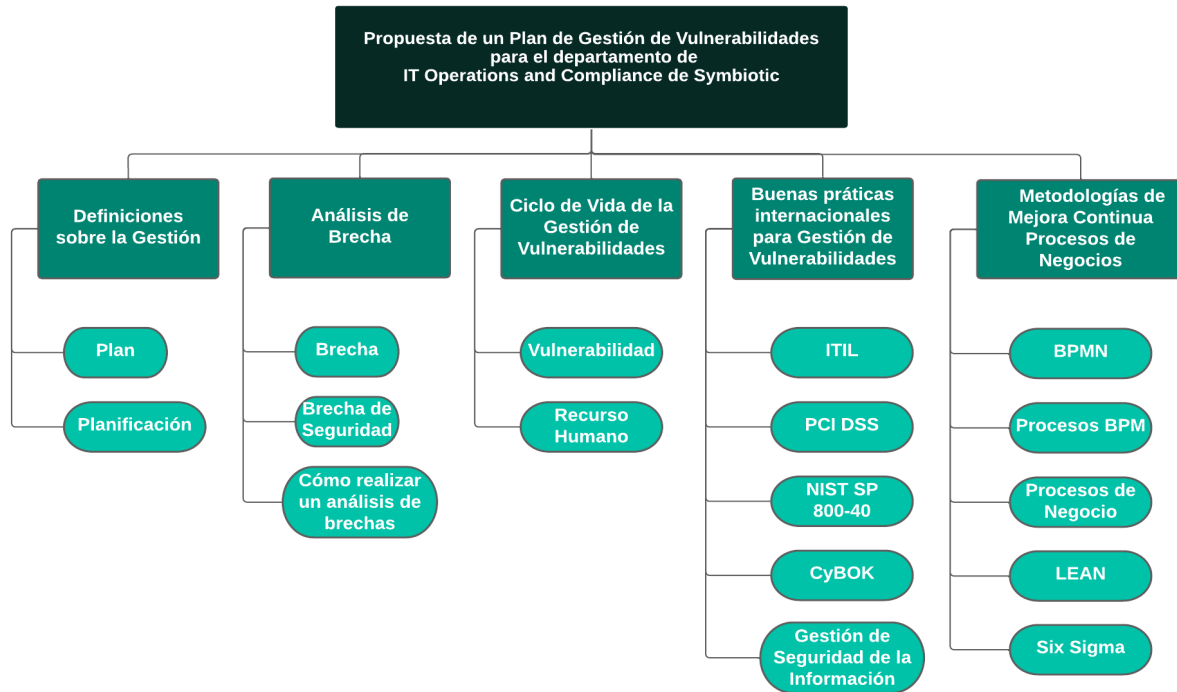 Propuesta de un Plan de Gestión de Vulnerabilidades
para el departamento de
IT Operations and Compliance de Symbiotic
Definiciones
sobre la Gestión
Plan
Planificación
Análisis de
Brecha
Brecha
Brecha de
Seguridad
Cómo realizar
un análisis de
brechas
Ciclo de Vida de la
Gestión de
Vulnerabilidades
Vulnerabilidad
Recurso
Humano
Buenas práticas
internacionales
para Gestión de
Vulnerabilidades
ITIL
PCI DSS
NIST SP
800-40
CyBOK
Gestión de
Seguridad de la
Información
Metodologías de
Mejora Continua
Procesos de
Negocios
BPMN
Procesos BPM
Procesos de
Negocio
LEAN
Six Sigma